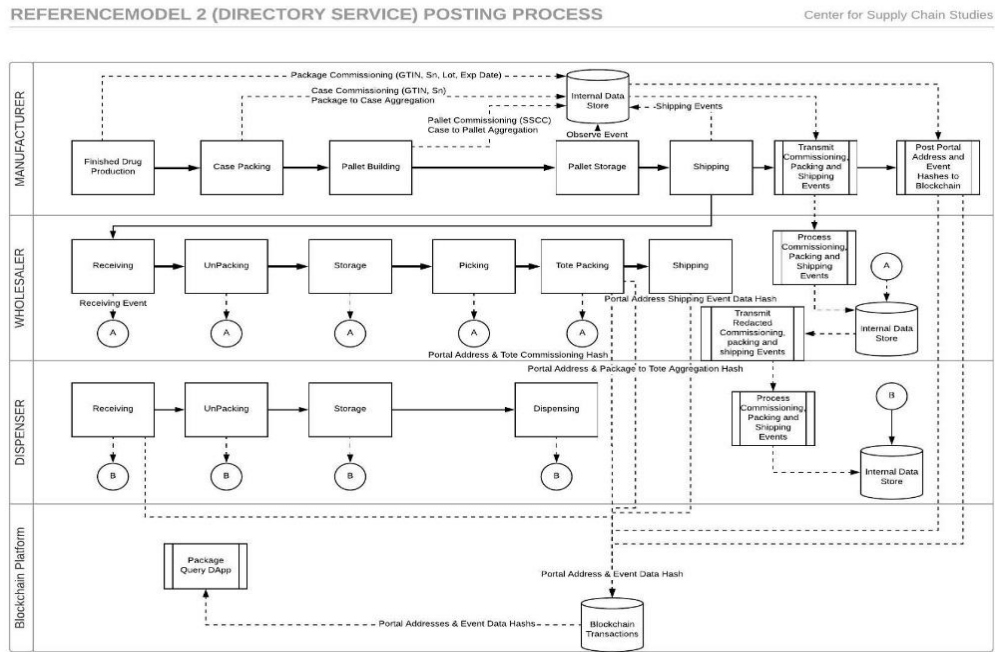 REFERENCEMODEL 2 (DIRECTORY SERVICE) POSTING PROCESS
Center for Supply Chain Studies
MANUFACTURER
Package Commissioning (GTIN, Sn, Lot, Exp Date)
Case Commissioning (GTIN, Sn)
Package to Case Aggregation
Pallet Commissioning (SSCC)
Case to Pallet Aggregation
Internal Data
Store
Shipping Events
Observe Event
Finished Drug
Production
Case Packing
Pallet Building
Pallet Storage
Shipping
Transmit
Commissioning,
Packing and
Shipping
Events
Post Portal
Address and
Event
Hashes to
Blockchain
WHOLESALER
Receiving
UnPacking
Storage
Picking
Tote Packing
Shipping
Process
Commissioning,
Packing and
Shipping
Events
A
Receiving Event
A
A
A
A
A
Portal Address Shipping Event Data Hash
Transmit
Redacted
Commissioning,
packing and
shipping Events
Internal Data
Store
Portal Address & Tote Commissioning Hash
Portal Address & Package to Tote Aggregation Hash
DISPENSER
Receiving
UnPacking
Storage
Dispensing
Process
Commissioning,
Packing and
Shipping
Events
B
B
B
B
B
Internal Data
Store
Blockchain Platform
Package
Query DApp
Portal Address & Event Data Hash
Portal Addresses & Event Data Hashs
Blockchain
Transactions